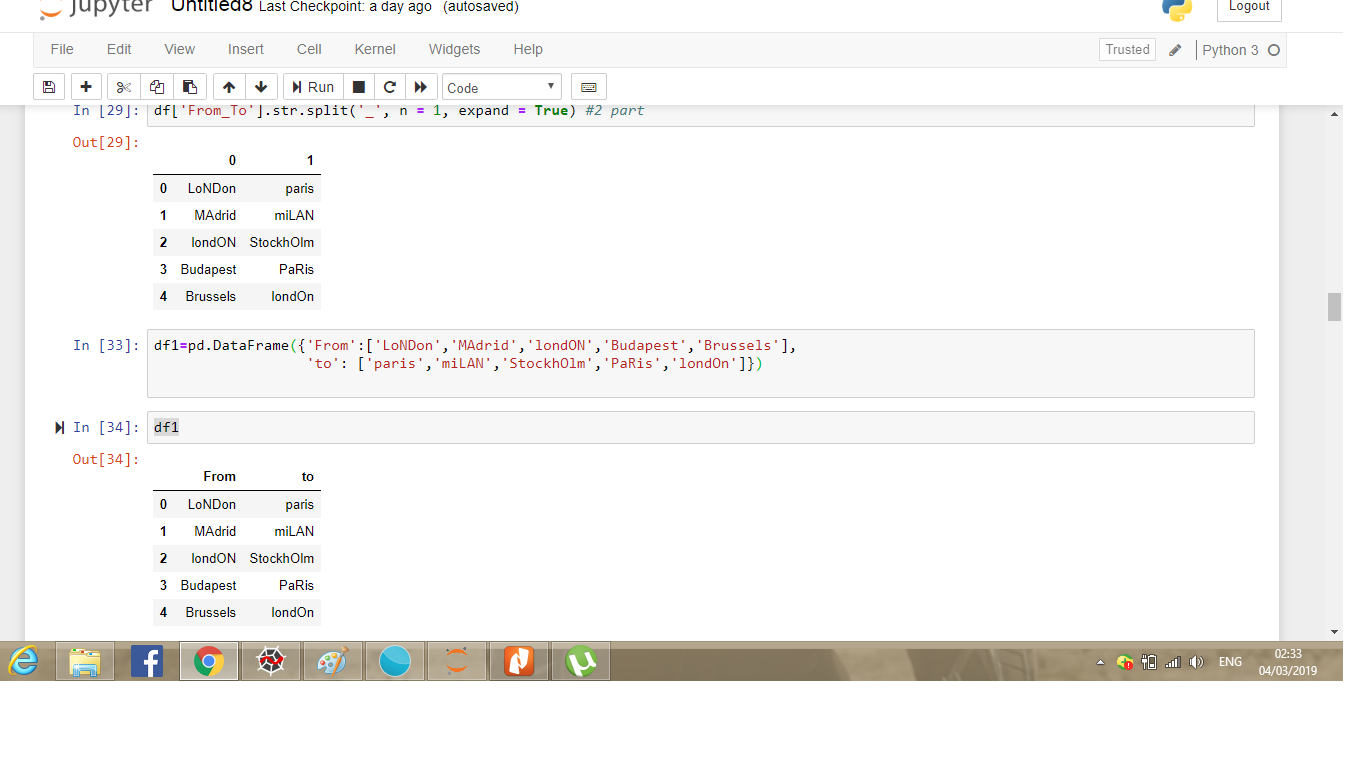 jupyter Untitled8 Last Checkpoint: a day ago (autosaved) Logout
File Edit View Insert Cell Kernel Widgets Help Trusted Python 3
Run Code
In [29]: df['From_To'].str.split('_', n = 1, expand = True) #2 part
Out[29]:
0 1
0 LoNDon paris
1 MAdrid miLAN
2 londON StockhOlm
3 Budapest PaRis
4 Brussels londOn
In [33]: df1=pd.DataFrame({'From':['LoNDon','MAdrid','londON','Budapest','Brussels'],
'to': ['paris','miLAN','StockhOlm','PaRis','londOn']})
In [34]: df1
Out[34]:
From to
0 LoNDon paris
1 MAdrid miLAN
2 londON StockhOlm
3 Budapest PaRis
4 Brussels londOn
ENG 02:33
04/03/2019